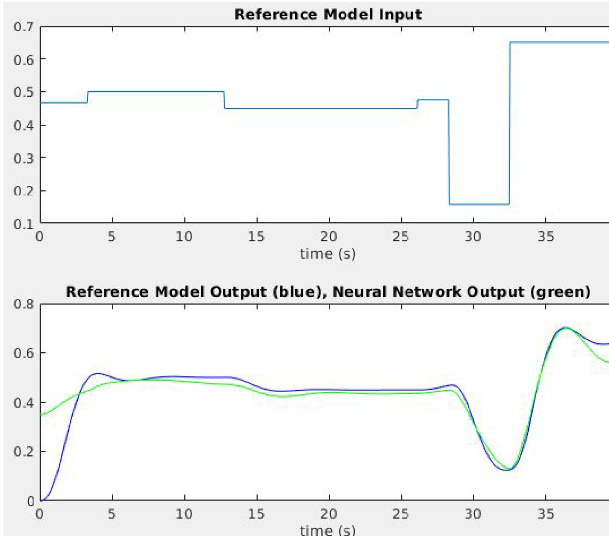 Reference Model Input
0.7
0.6
0.5
0.4
0.3
0.2
0.1
0 5 10 15 20 25 30 35
time (s)
Reference Model Output (blue), Neural Network Output (green)
0.8
0.6
0.4
0.2
0
0 5 10 15 20 25 30 35
time (s)